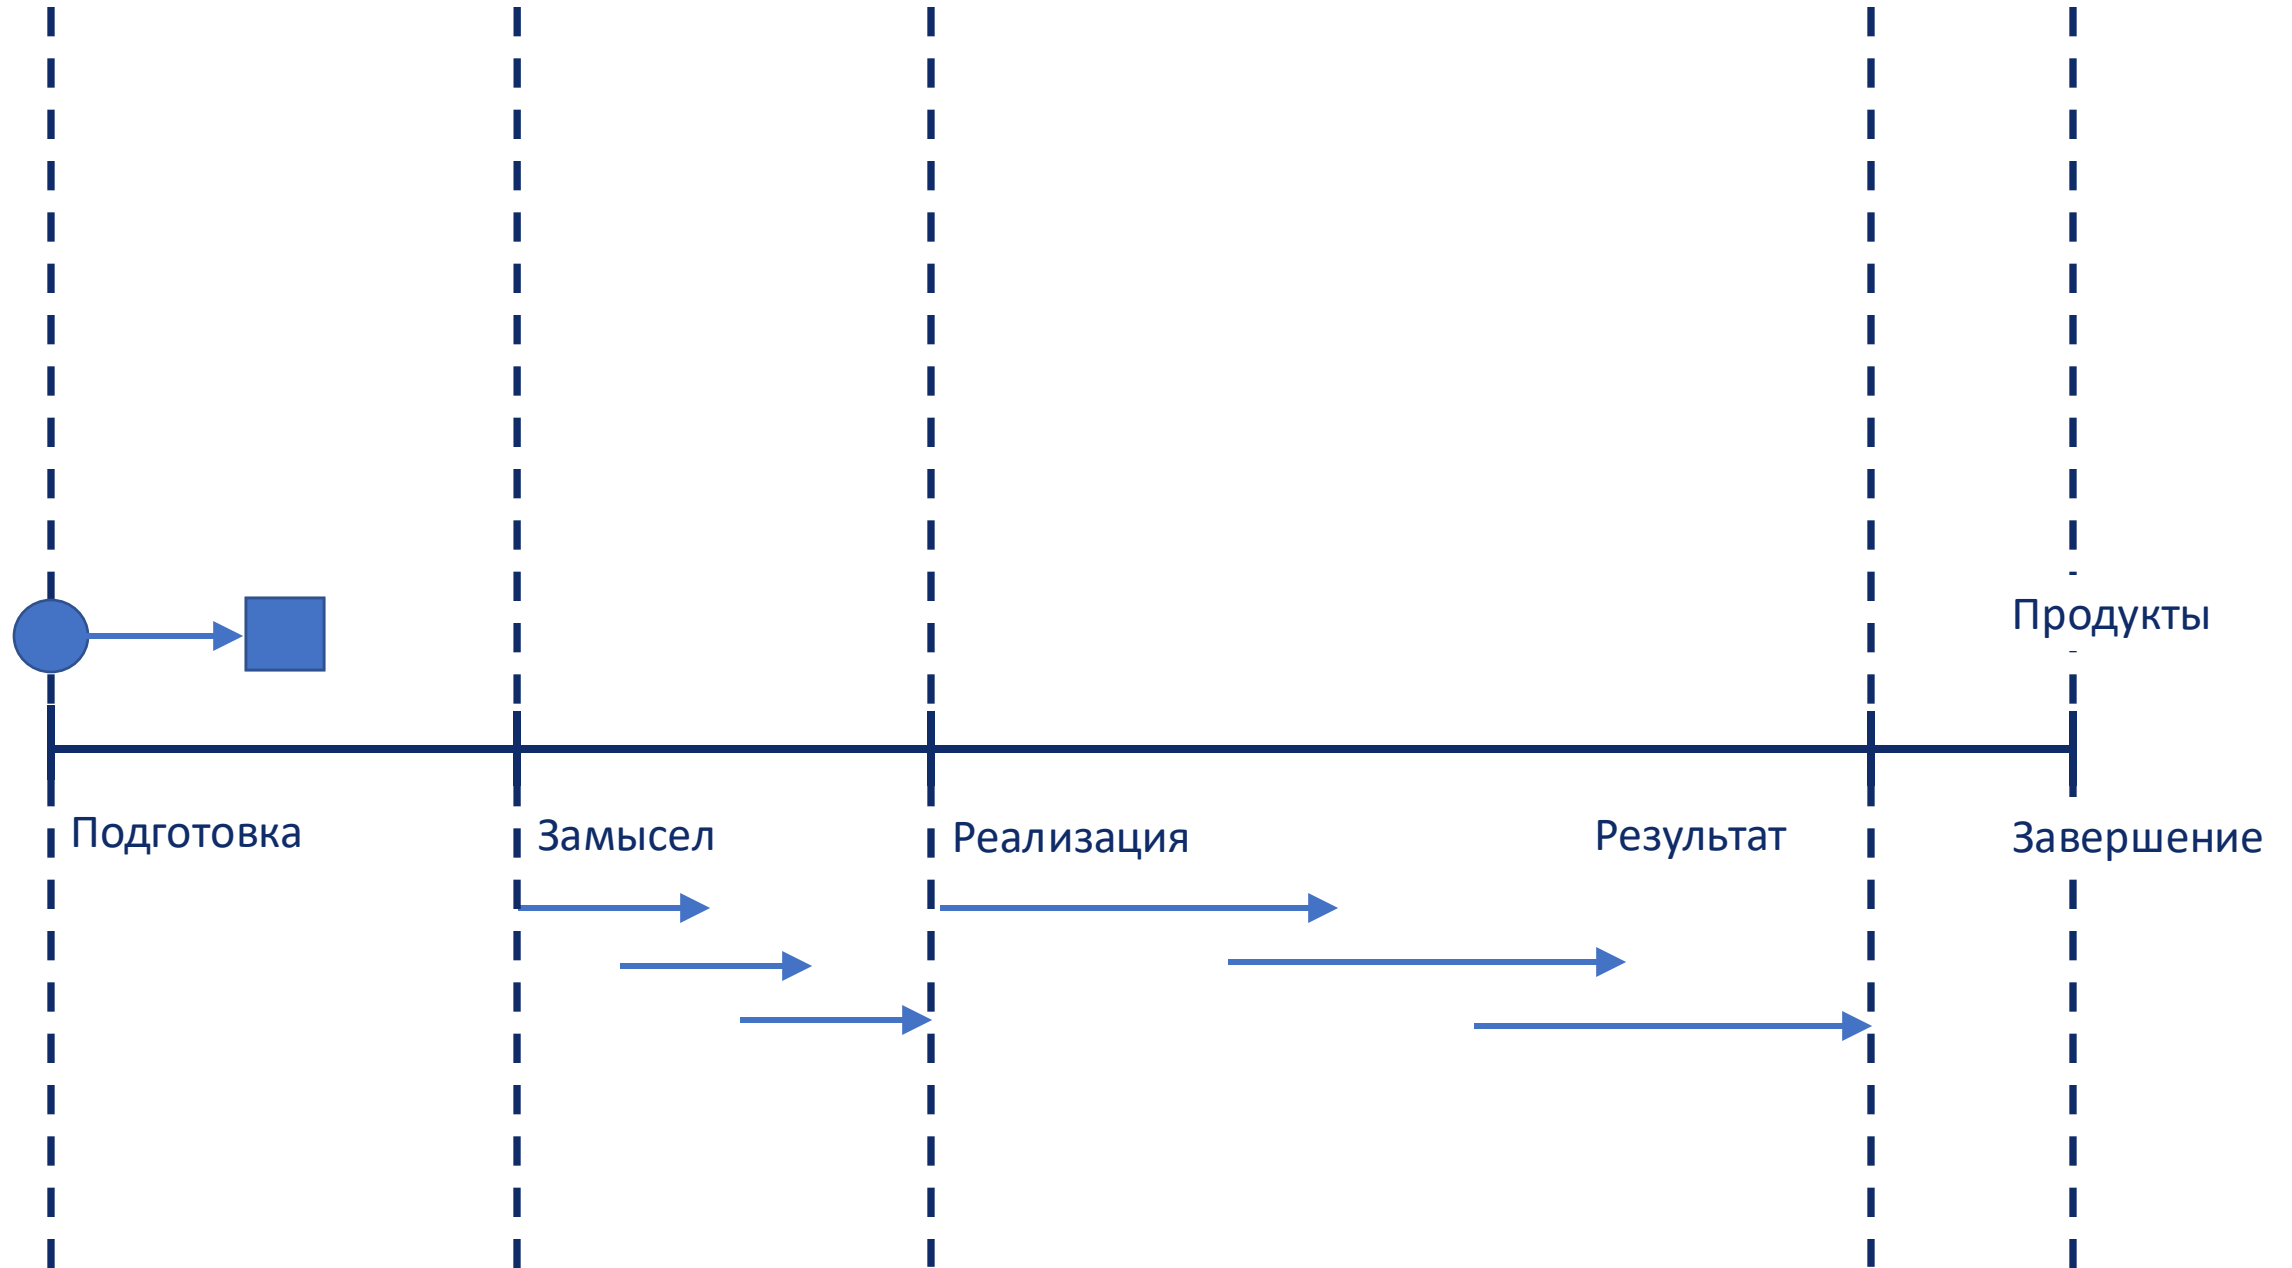 Продукты
Подготовка
Замысел
Реализация
Результат
Завершение